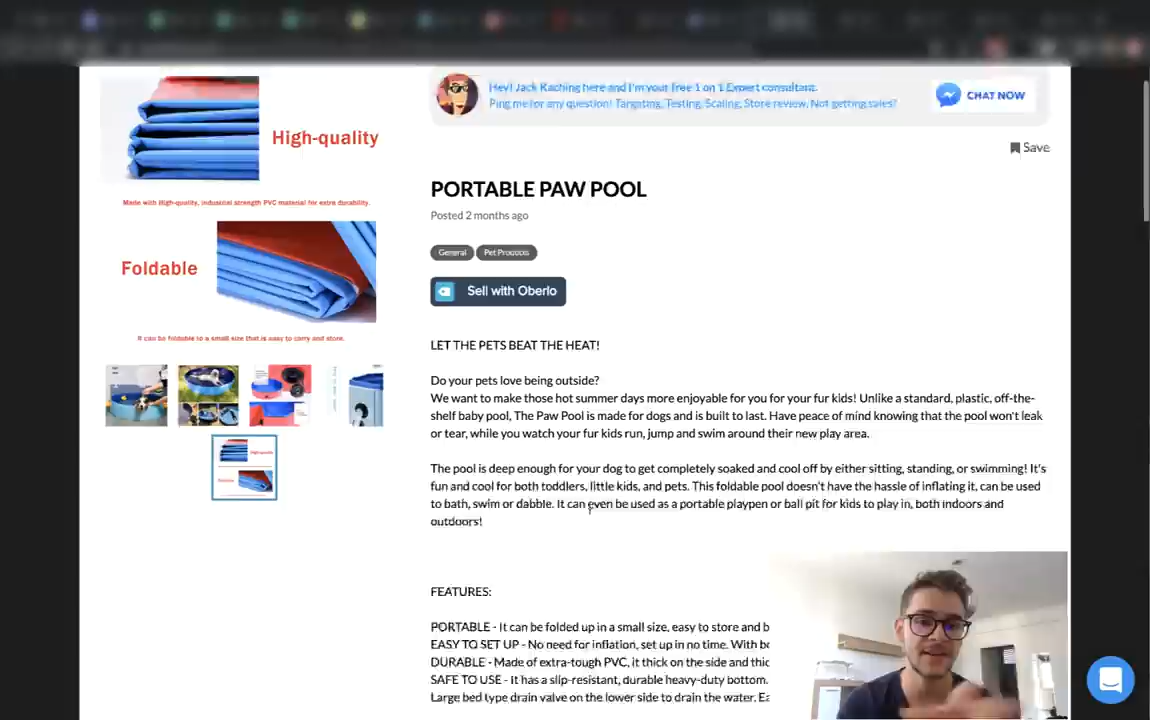 Hey! Jack Kaching here and I'm your Free 1 on 1 Expert consultant.
Ping me for any question! Targeting, Testing, Scaling, Store review, Not getting sales?
CHAT NOW
High-quality
Save
PORTABLE PAW POOL
Made with High-quality, industrial strength PVC material for extra durability.
Posted 2 months ago
General
Pet Products
Foldable
Sell with Oberlo
It can be foldable to a small size that is easy to carry and store.
LET THE PETS BEAT THE HEAT!
Do your pets love being outside?
We want to make those hot summer days more enjoyable for you for your fur kids! Unlike a standard, plastic, off-the-
shelf baby pool, The Paw Pool is made for dogs and is built to last. Have peace of mind knowing that the pool won't leak
or tear, while you watch your fur kids run, jump and swim around their new play area.
The pool is deep enough for your dog to get completely soaked and cool off by either sitting, standing, or swimming! It's
fun and cool for both toddlers, little kids, and pets. This foldable pool doesn't have the hassle of inflating it, can be used
to bath, swim or dabble. It can even be used as a portable playpen or ball pit for kids to play in, both indoors and
outdoors!
FEATURES:
PORTABLE - It can be folded up in a small size, easy to store and b
EASY TO SET UP - No need for inflation, set up in no time. With bo
DURABLE - Made of extra-tough PVC, it thick on the side and thic
SAFE TO USE - It has a slip-resistant, durable heavy-duty bottom.
Large bed type drain valve on the lower side to drain the water. Ea